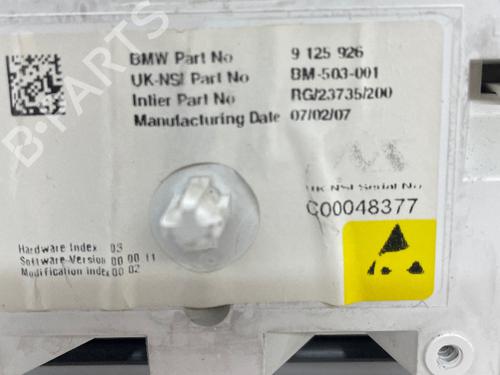 BMW Part No 9 125 926
UK-NSI Part No BM-503-001
Intier Part No RG/23735/200
Manufacturing Date 07/02/07
UK NSI Serial No
C00048377
Hardware Index 03
Software-Version 00 00 11
Modification index 00 02
B-PARTS